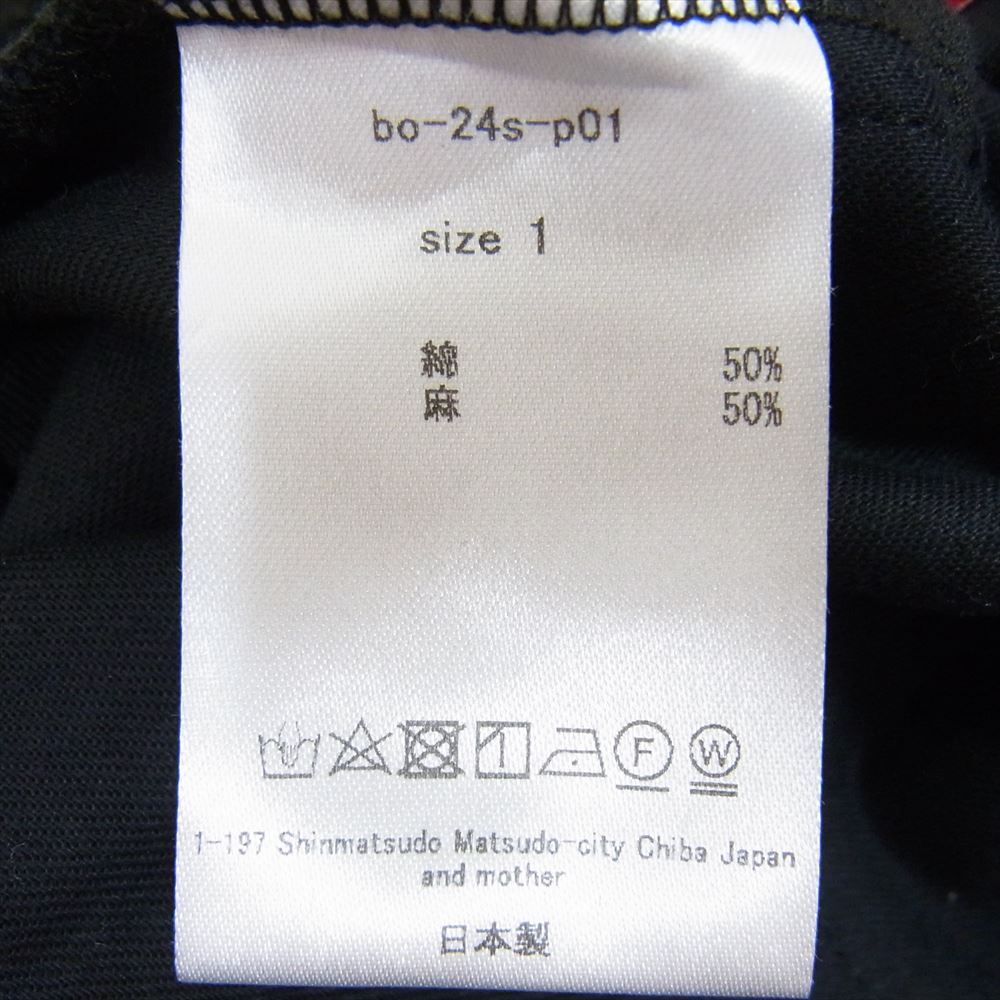 bo-24s-p01
size 1
綿 50%
麻 50%
F W
1-197 Shinmatsudo Matsudo-city Chiba Japan
and mother
日本製